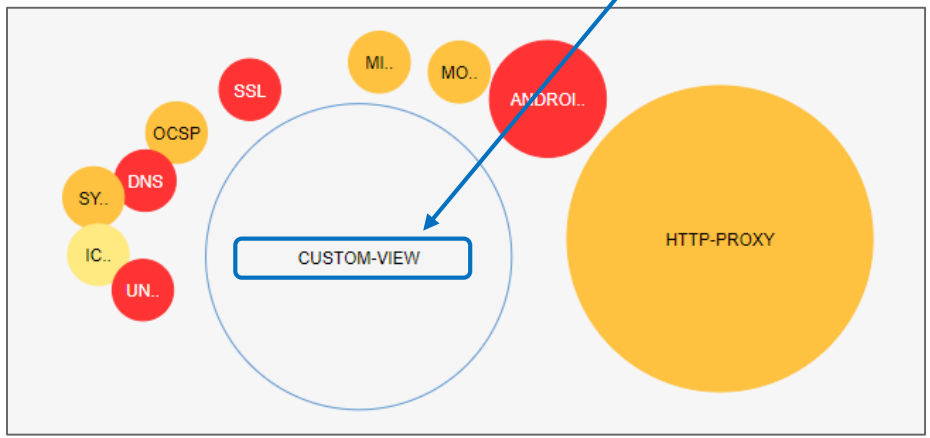 MI..
MO..
SSL
ANDROI..
OCSP
DNS
SY..
HTTP-PROXY
IC..
CUSTOM-VIEW
UN..